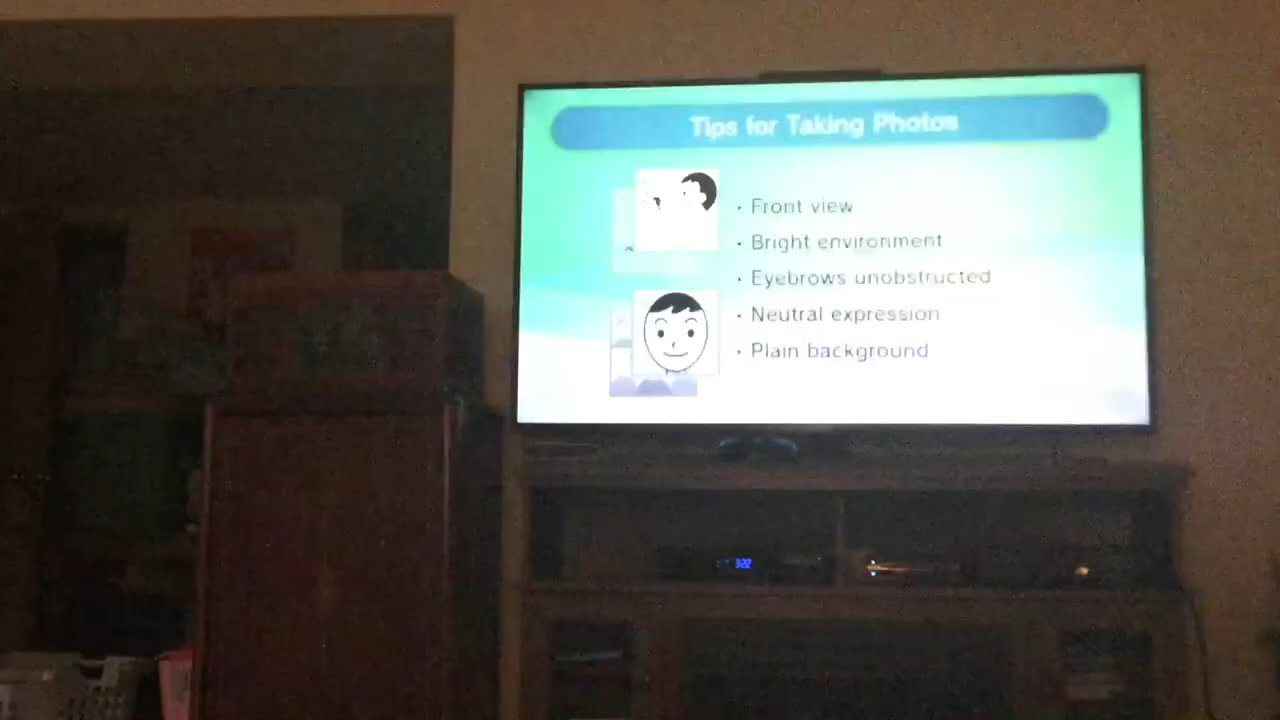 Tips for Taking Photos
· Front view
· Bright environment
· Eyebrows unobstructed
· Neutral expression
· Plain background